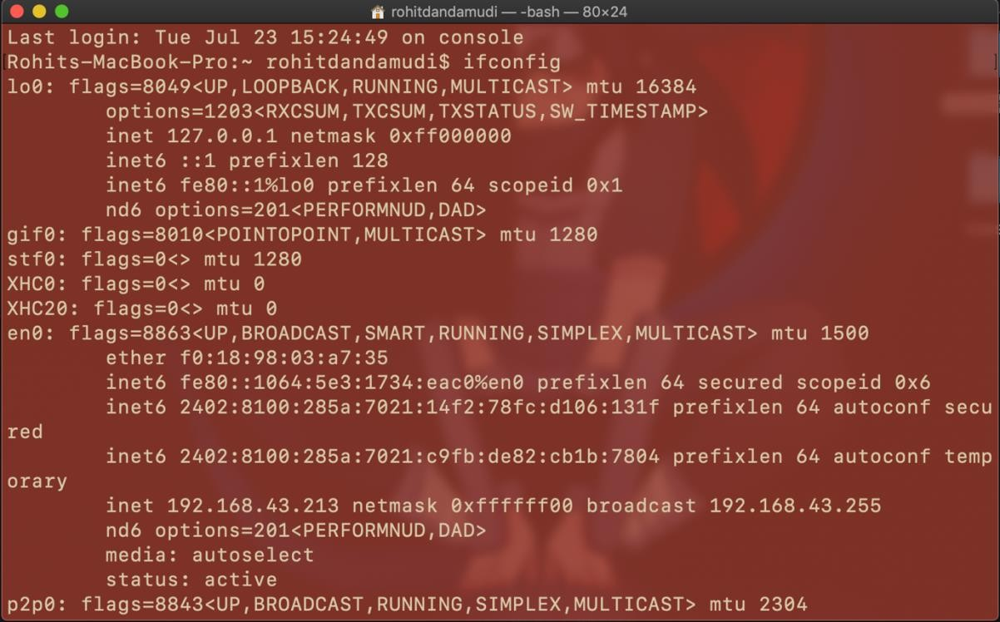 rohitdandamudi — -bash — 80×24
Last login: Tue Jul 23 15:24:49 on console
Rohits-MacBook-Pro:~ rohitdandamudi$ ifconfig
lo0: flags=8049<UP,LOOPBACK,RUNNING,MULTICAST> mtu 16384
options=1203<RXCSUM,TXCSUM,TXSTATUS,SW_TIMESTAMP>
inet 127.0.0.1 netmask 0xff000000
inet6 ::1 prefixlen 128
inet6 fe80::1%lo0 prefixlen 64 scopeid 0x1
nd6 options=201<PERFORMNUD,DAD>
gif0: flags=8010<POINTOPOINT,MULTICAST> mtu 1280
stf0: flags=0<> mtu 1280
XHC0: flags=0<> mtu 0
XHC20: flags=0<> mtu 0
en0: flags=8863<UP,BROADCAST,SMART,RUNNING,SIMPLEX,MULTICAST> mtu 1500
ether f0:18:98:03:a7:35
inet6 fe80::1064:5e3:1734:eac0%en0 prefixlen 64 secured scopeid 0x6
inet6 2402:8100:285a:7021:14f2:78fc:d106:131f prefixlen 64 autoconf secu
red
inet6 2402:8100:285a:7021:c9fb:de82:cb1b:7804 prefixlen 64 autoconf temp
orary
inet 192.168.43.213 netmask 0xffffff00 broadcast 192.168.43.255
nd6 options=201<PERFORMNUD,DAD>
media: autoselect
status: active
p2p0: flags=8843<UP,BROADCAST,RUNNING,SIMPLEX,MULTICAST> mtu 2304